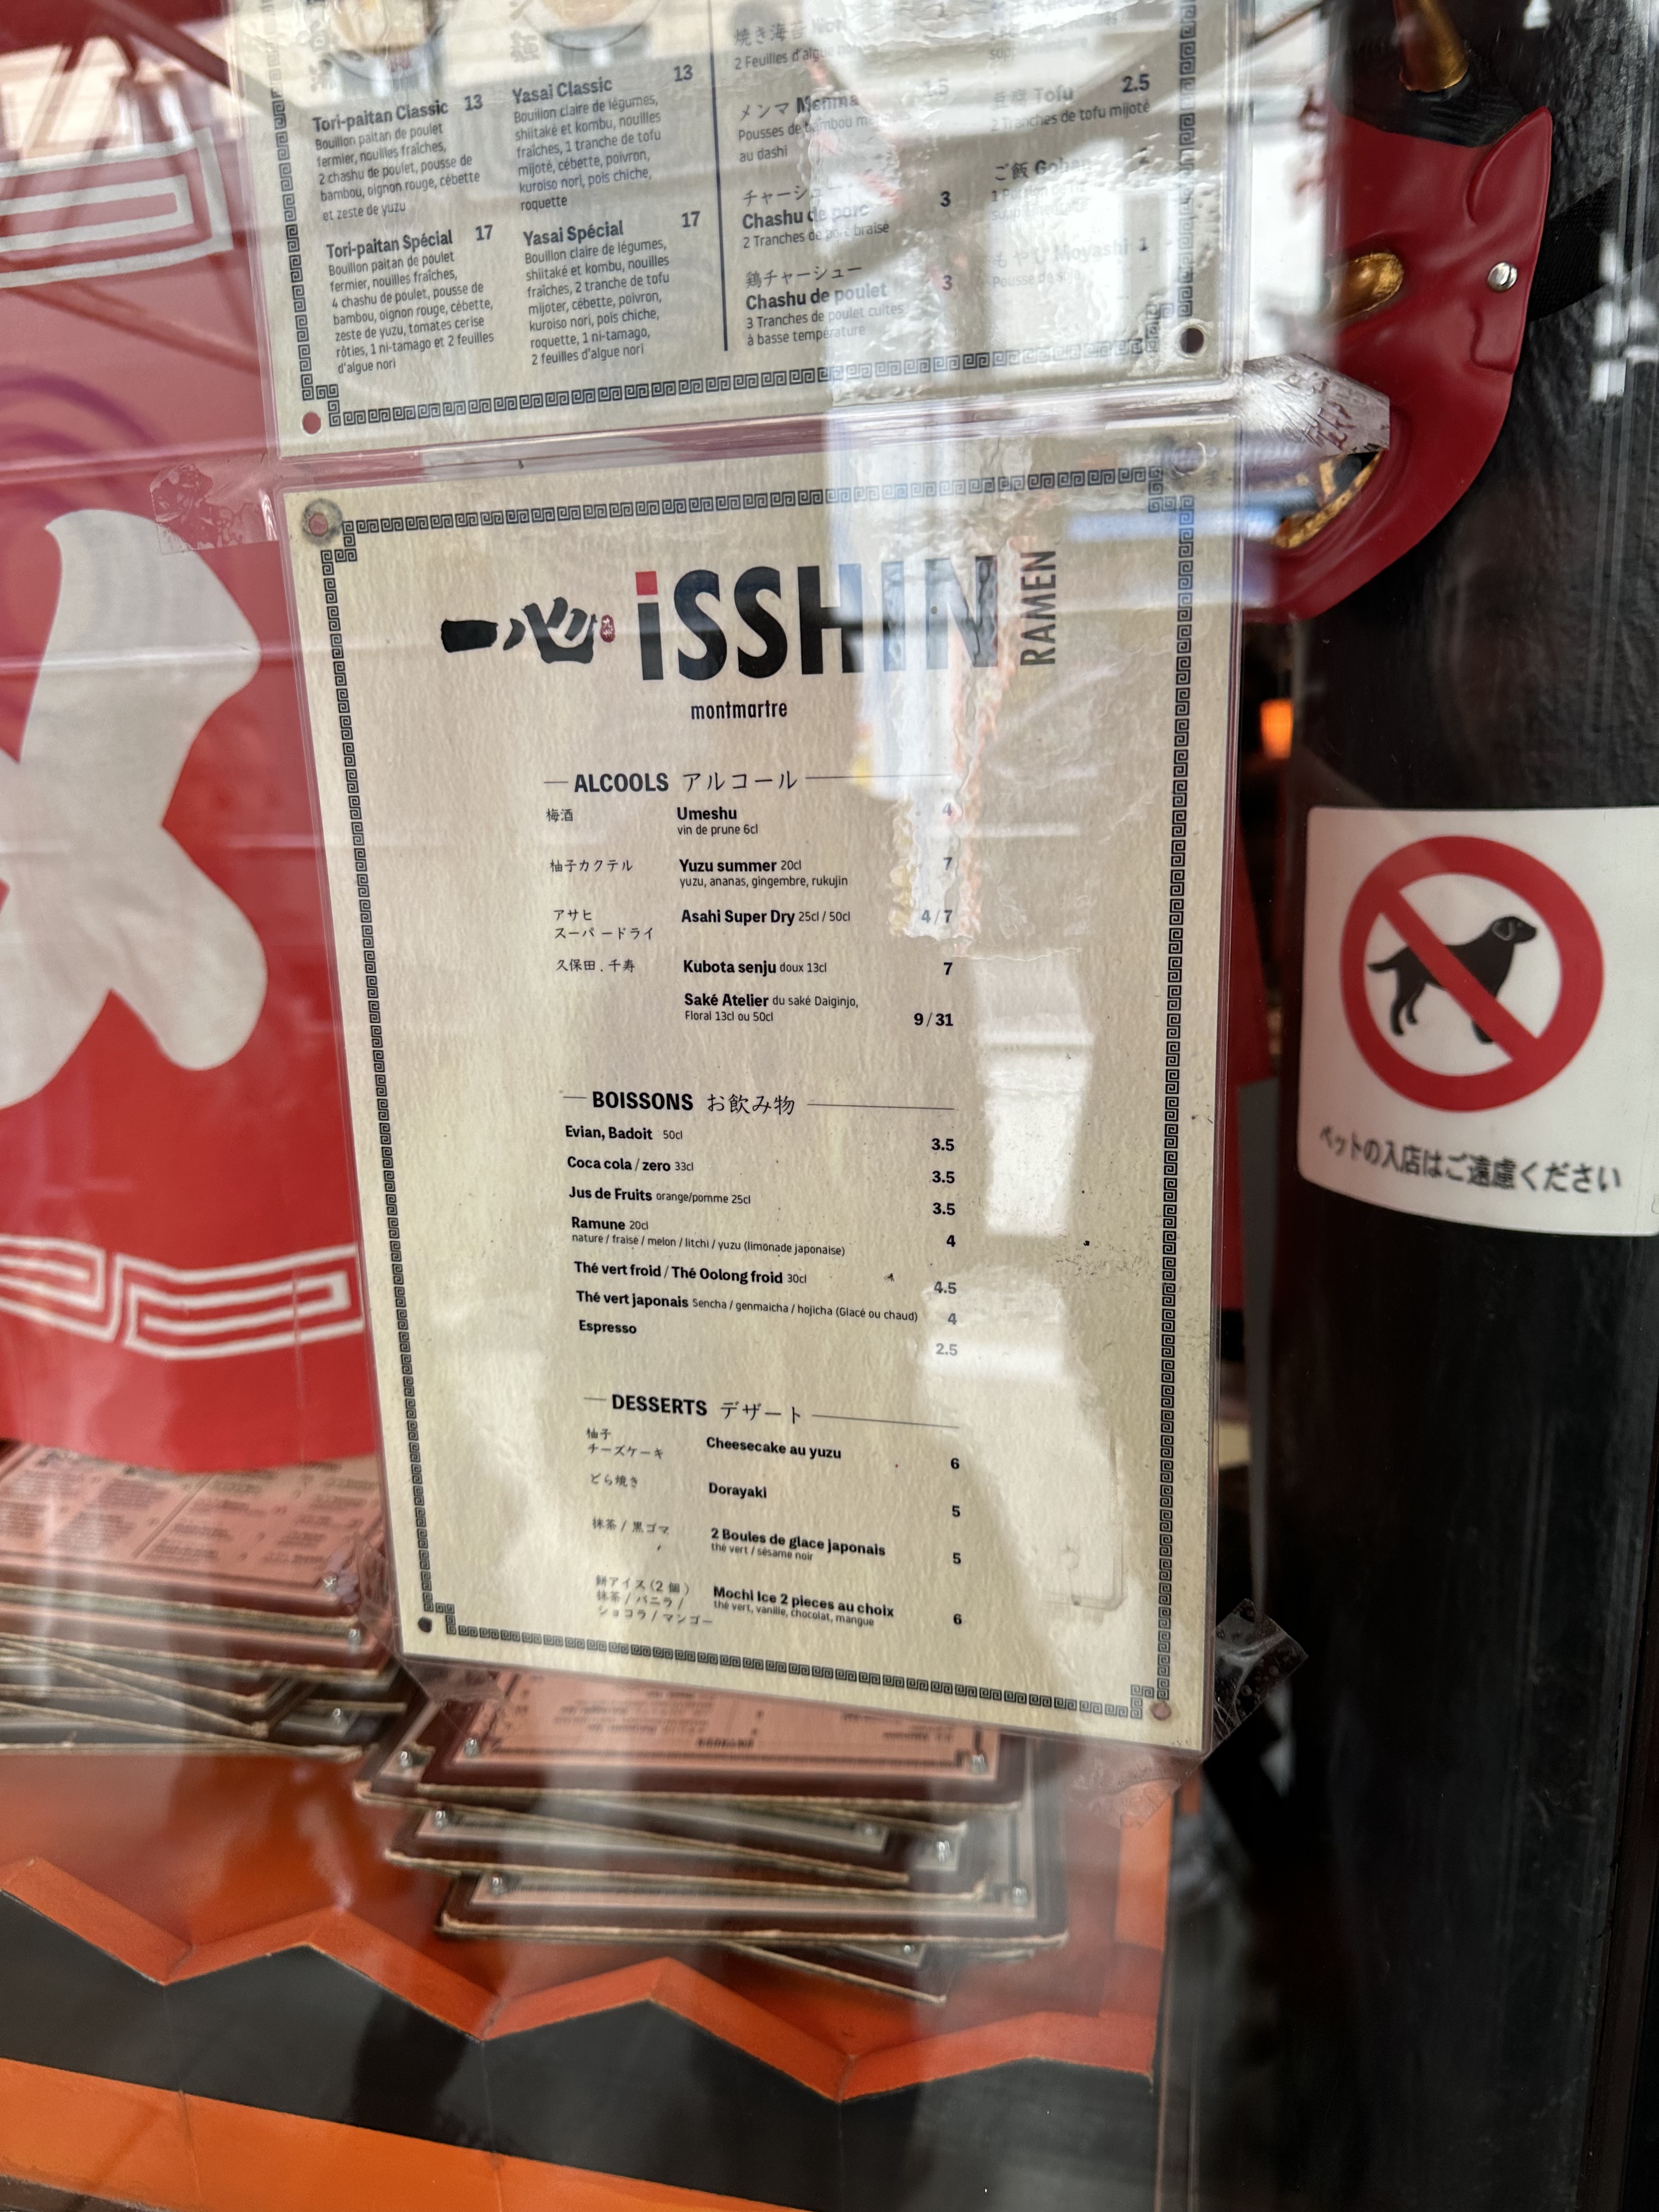 Tori-paitan Classic 13
Bouillon paitan de poulet
fermier, nouilles fraîches,
2 chashu de poulet, pousse de
bambou, oignon rouge, cébette
et zeste de yuzu
Tori-paitan Spécial 17
Bouillon paitan de poulet
fermier, nouilles fraîches,
4 chashu de poulet, pousse de
bambou, oignon rouge, cébette,
zeste de yuzu, tomates cerise
rôties, 1 ni-tamago et 2 feuilles
d'algue nori
Yasai Classic 13
Bouillon claire de légumes,
shiitaké et kombu, nouilles
fraîches, 1 tranche de tofu
mijoté, cébette, poivron,
kuroiso nori, pois chiche,
roquette
Yasai Spécial 17
Bouillon claire de légumes,
shiitaké et kombu, nouilles
fraîches, 2 tranche de tofu
mijoter, cébette, poivron,
kuroiso nori, pois chiche,
roquette, 1 ni-tamago,
2 feuilles d'algue nori
焼き海苔 Nori
2 Feuilles d'algue
メンマ Menma 1.5
Pousses de bambou
au dashi
チャーシュー
Chashu de porc 3
2 Tranches de porc braisé
鶏チャーシュー
Chashu de poulet 3
3 Tranches de poulet cuites
à basse température
Tofu 2.5
2 Tranches de tofu mijoté
ご飯 Gohan
もやし Moyashi 1
Pousse de soja
一心 iSSHIN RAMEN
montmartre
ALCOOLS アルコール
梅酒 Umeshu 4
vin de prune 6cl
柚子カクテル Yuzu summer 20cl 7
yuzu, ananas, gingembre, rukujin
アサヒ
スーパードライ Asahi Super Dry 25cl / 50cl 4 / 7
久保田．千寿 Kubota senju doux 13cl 7
Saké Atelier du saké Daiginjo,
Floral 13cl ou 50cl 9 / 31
BOISSONS お飲み物
Evian, Badoit 50cl 3.5
Coca cola / zero 33cl 3.5
Jus de Fruits orange/pomme 25cl 3.5
Ramune 20cl 4
nature / fraise / melon / litchi / yuzu (limonade japonaise)
Thé vert froid / Thé Oolong froid 30cl 4.5
Thé vert japonais Sencha / genmaicha / hojicha (Glacé ou chaud) 4
Espresso 2.5
DESSERTS デザート
柚子
チーズケーキ Cheesecake au yuzu 6
どら焼き Dorayaki 5
抹茶 / 黒ゴマ 2 Boules de glace japonais 5
thé vert / sésame noir
餅アイス (2個)
抹茶 / バニラ /
ショコラ / マンゴー
Mochi Ice 2 pieces au choix 6
thé vert, vanille, chocolat, mangue
ペットの入店はご遠慮ください